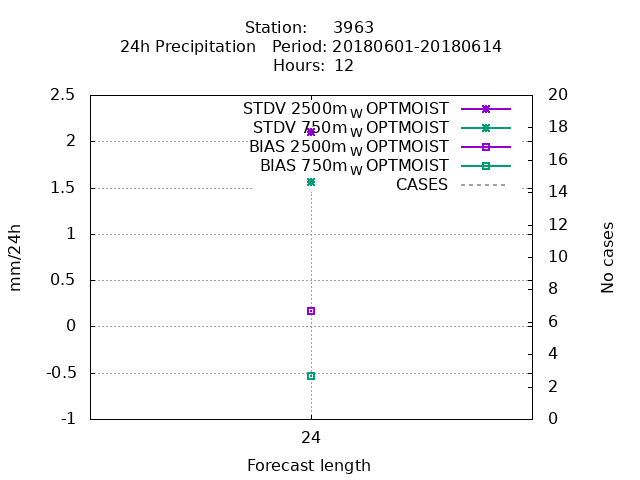 Station: 3963
24h Precipitation Period: 20180601-20180614
Hours: 12
2.5
2
1.5
1
0.5
0
-0.5
-1
mm/24h
STDV 2500m W OPTMOIST
STDV 750m W OPTMOIST
BIAS 2500m W OPTMOIST
BIAS 750m W OPTMOIST
CASES
20
18
16
14
12
10
8
6
4
2
0
No cases
24
Forecast length